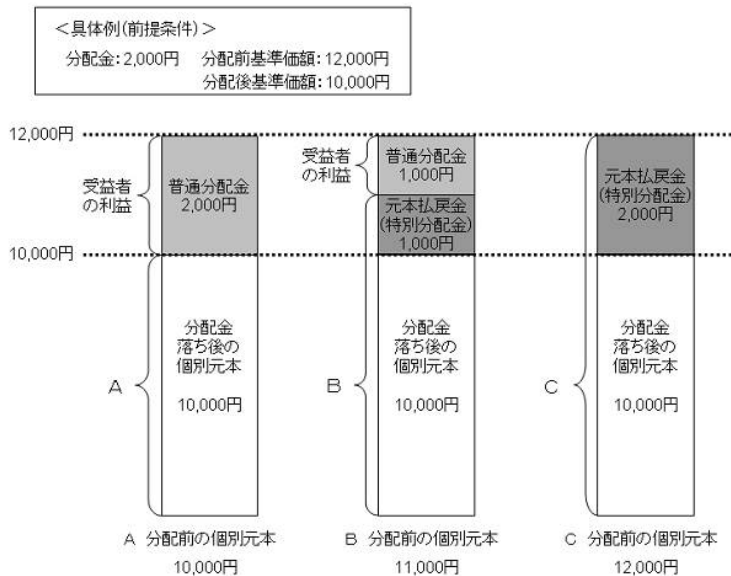 ＜具体例(前提条件)＞
分配金：2,000円　分配前基準価額：12,000円
分配後基準価額：10,000円
12,000円
10,000円
受益者
の利益
普通分配金
2,000円
A
分配金
落ち後の
個別元本
10,000円
A 分配前の個別元本
10,000円
受益者
の利益
普通分配金
1,000円
元本払戻金
(特別分配金)
1,000円
B
分配金
落ち後の
個別元本
10,000円
B 分配前の個別元本
11,000円
元本払戻金
(特別分配金)
2,000円
C
分配金
落ち後の
個別元本
10,000円
C 分配前の個別元本
12,000円